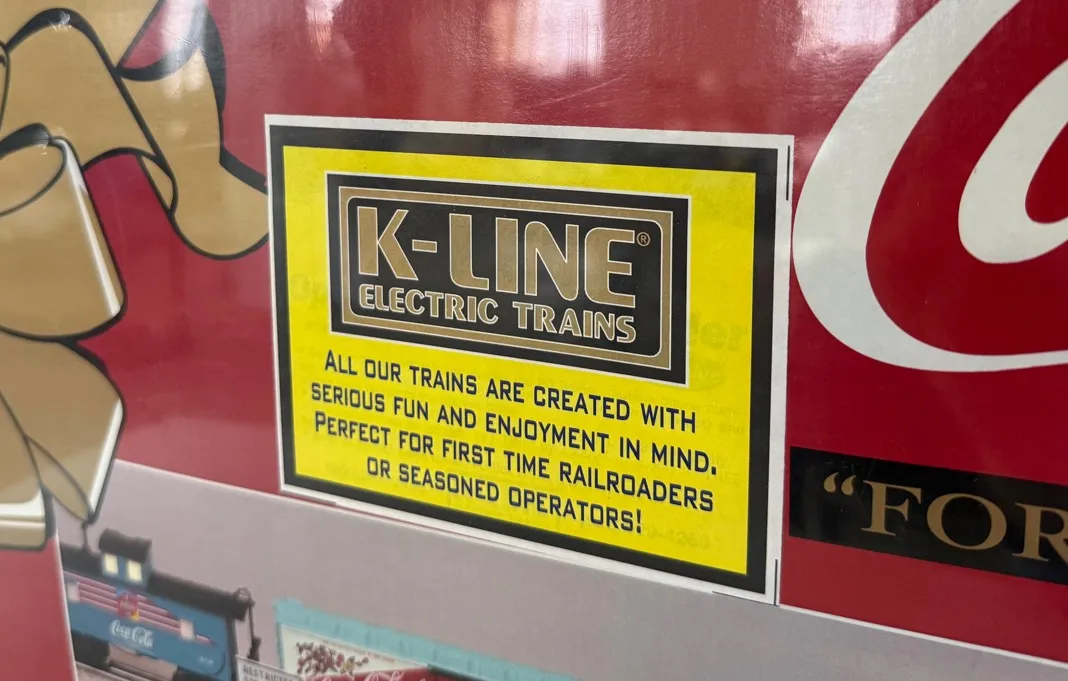 K-LINE®
ELECTRIC TRAINS
ALL OUR TRAINS ARE CREATED WITH
SERIOUS FUN AND ENJOYMENT IN MIND.
PERFECT FOR FIRST TIME RAILROADERS
OR SEASONED OPERATORS!
“FOR
Coca-Cola
RESTRICTED